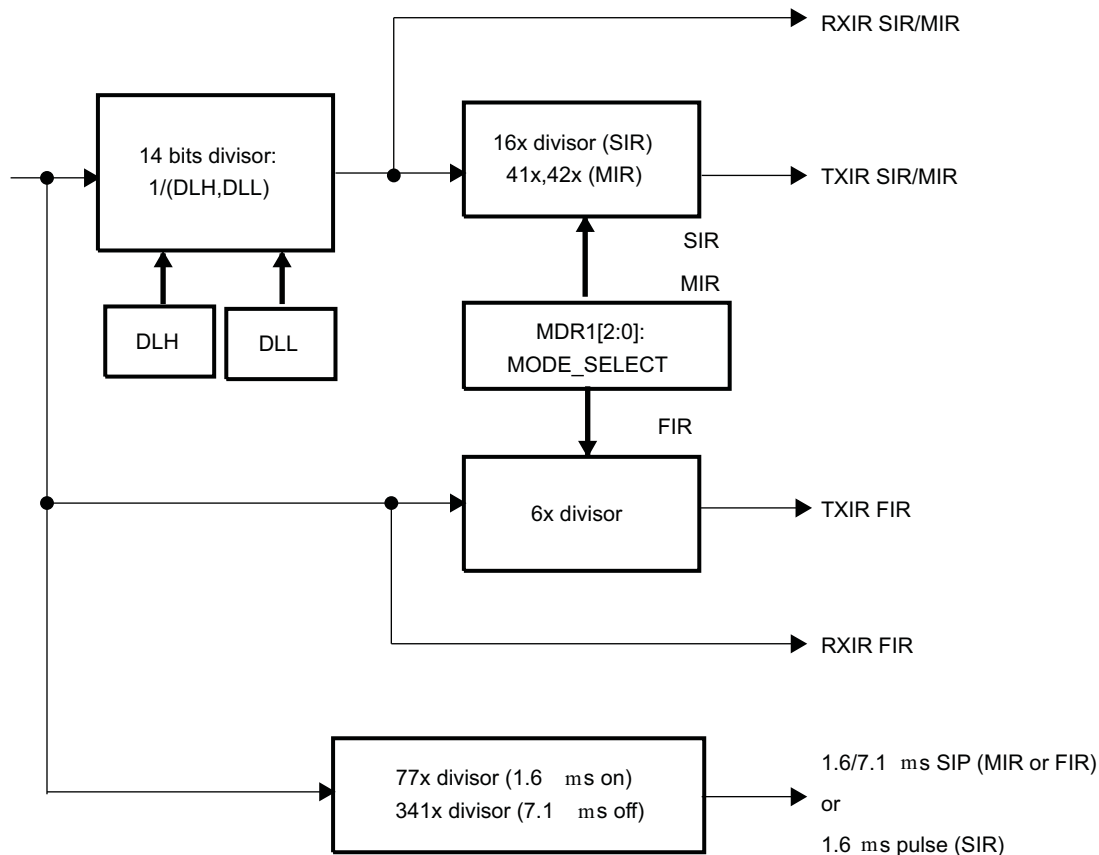 RXIR SIR/MIR
14 bits divisor:
1/(DLH,DLL)
16x divisor (SIR)
41x,42x (MIR)
TXIR SIR/MIR
SIR
MIR
DLH
DLL
MDR1[2:0]:
MODE_SELECT
FIR
6x divisor
TXIR FIR
RXIR FIR
77x divisor (1.6 ms on)
341x divisor (7.1 ms off)
1.6/7.1 ms SIP (MIR or FIR)
or
1.6 ms pulse (SIR)